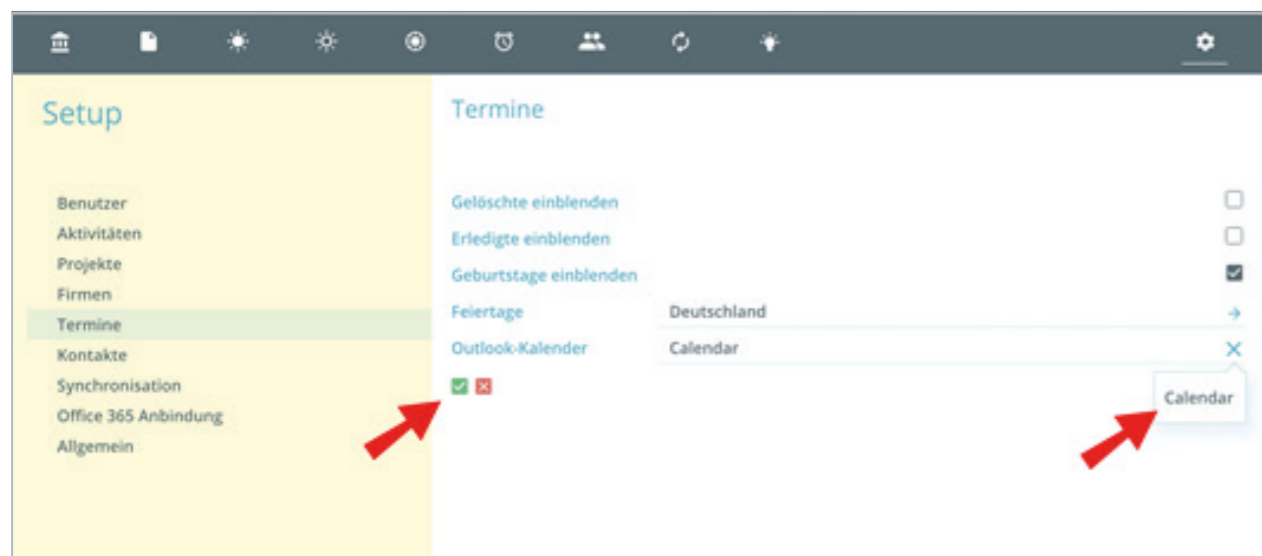 Setup
Benutzer
Aktivitäten
Projekte
Firmen
Termine
Kontakte
Synchronisation
Office 365 Anbindung
Allgemein
Termine
Gelöschte einblenden
Erledigte einblenden
Geburtstage einblenden
Feiertage Deutschland
Outlook-Kalender Calendar
Calendar